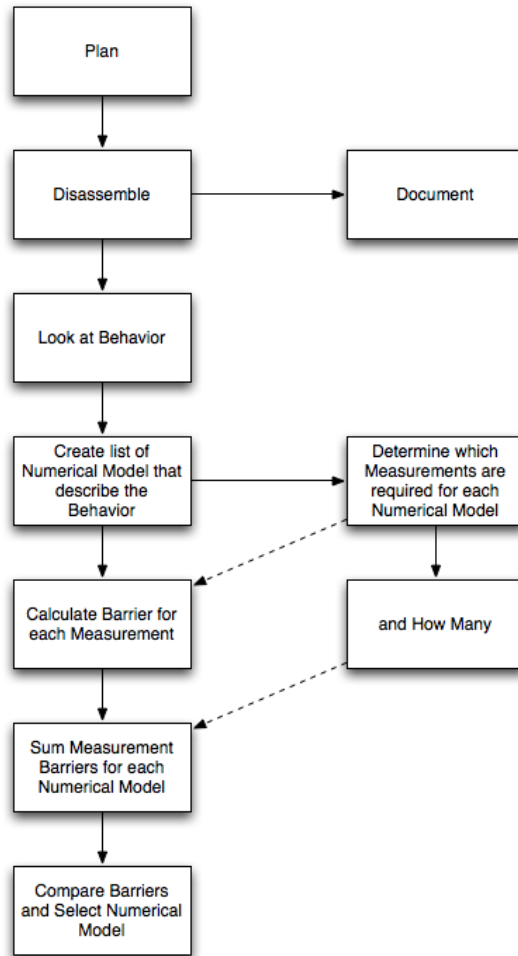 Plan
Disassemble
Document
Look at Behavior
Create list of
Numerical Model that
describe the
Behavior
Determine which
Measurements are
required for each
Numerical Model
Calculate Barrier for
each Measurement
and How Many
Sum Measurement
Barriers for each
Numerical Model
Compare Barriers
and Select Numerical
Model